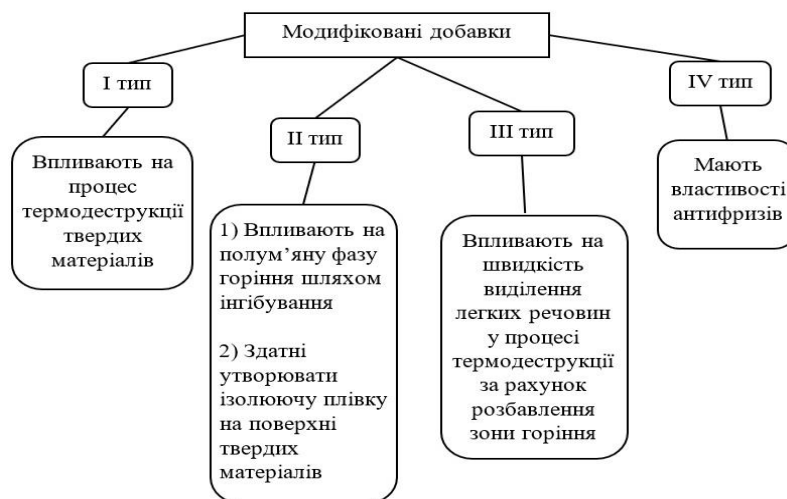 Модифіковані добавки
І тип
Впливають на
процес
термодеструкції
твердих
матеріалів
ІІ тип
1) Впливають на
полум’яну фазу
горіння шляхом
інгібування
2) Здатні
утворювати
ізолюючу плівку
на поверхні
твердих
матеріалів
ІІІ тип
Впливають на
швидкість
виділення
легких речовин
у процесі
термодеструкції
за рахунок
розбавлення
зони горіння
IV тип
Мають
властивості
антифризів